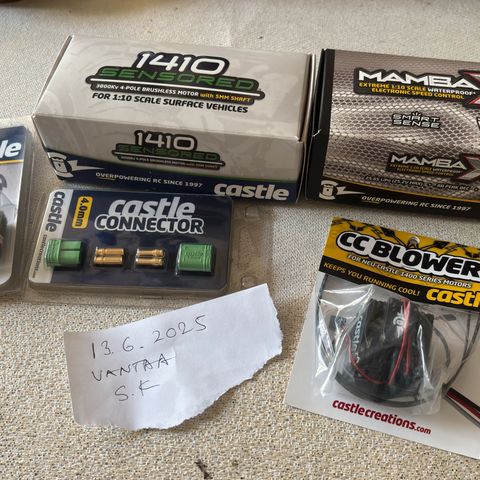 1410
SENSORED
3800Kv 4-POLE BRUSHLESS MOTOR with 5MM SHAFT
FOR 1:10 SCALE SURFACE VEHICLES
1410
SENSORED
OVERPOWERING RC SINCE 1997
castle
MAMBA X
EXTREME 1:10 SCALE WATERPROOF
ELECTRONIC SPEED CONTROL
SMART
SENSE
MAMBA X
OVERPOWERING RC SINCE 1997
castle
4.0mm
castle
CONNECTOR
CC BLOWER
FOR
CASTLE 1400 SERIES MOTORS
KEEPS YOU RUNNING COOL!
castl
castlecreations.com
13.6.2025
VANTAA
S.K